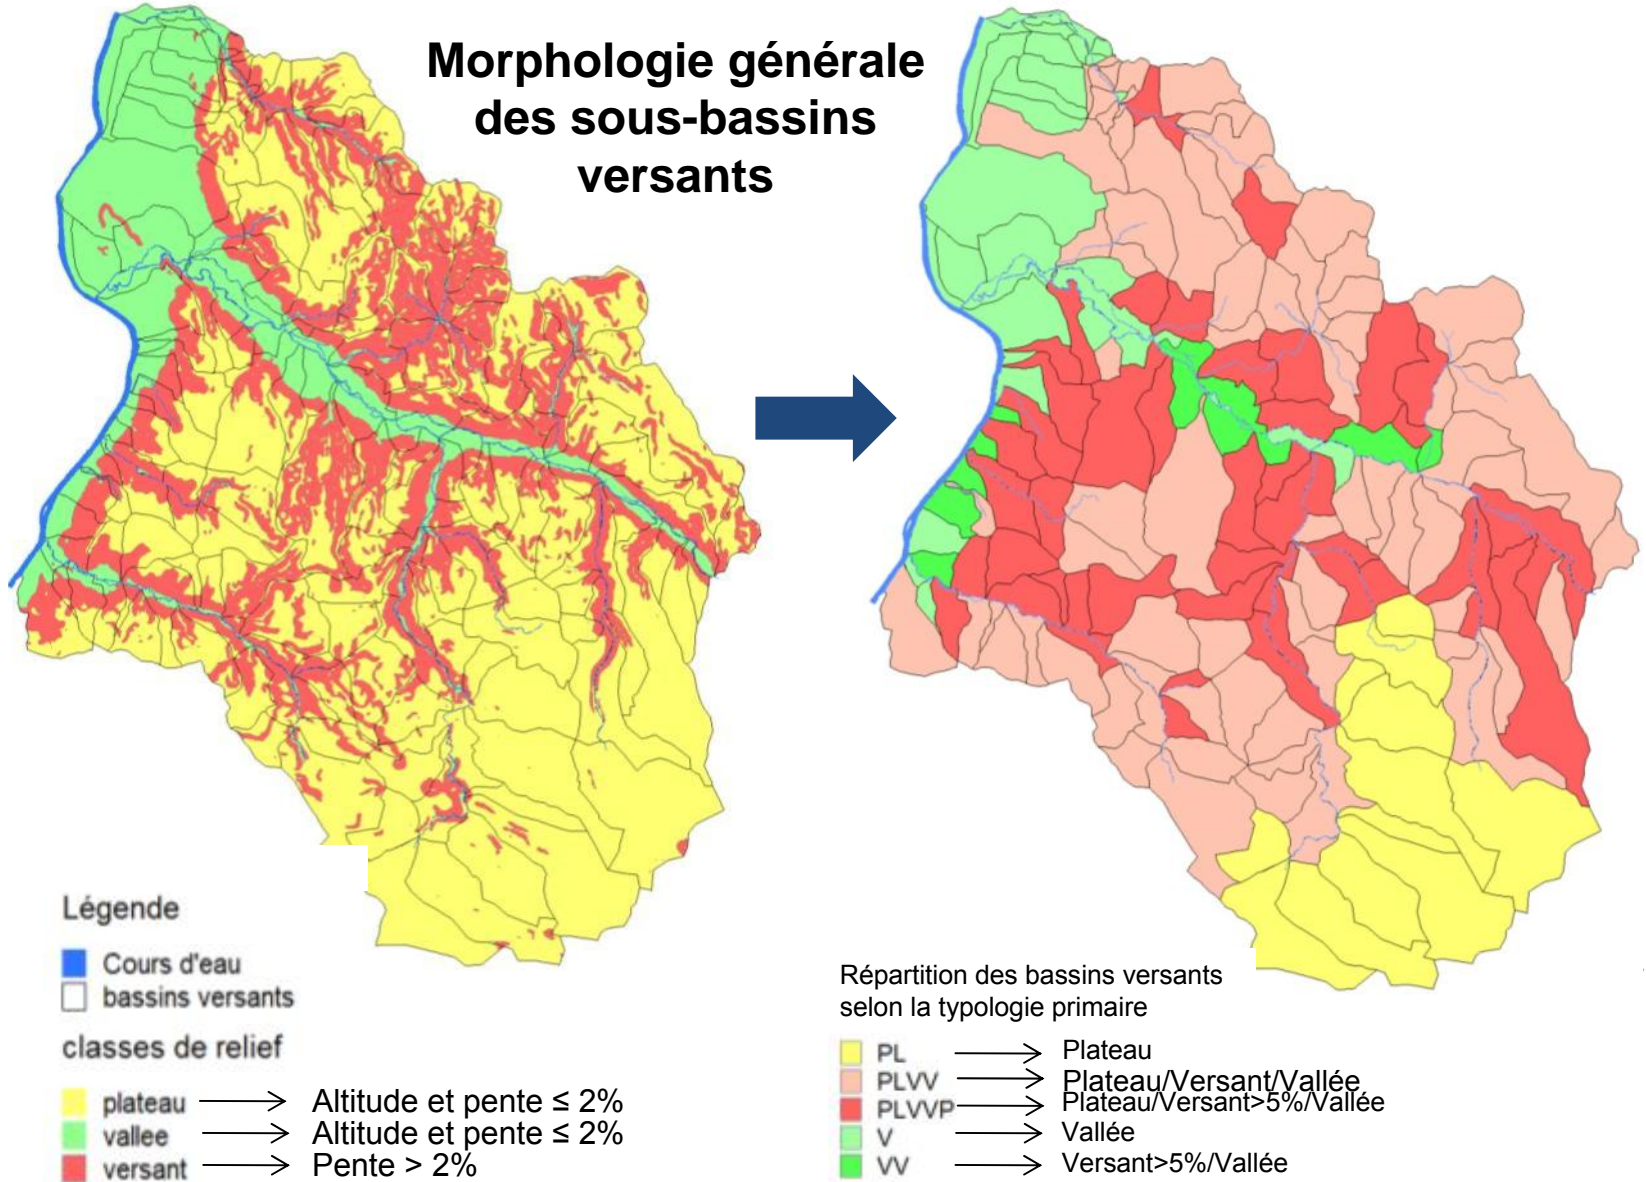 Morphologie générale
des sous-bassins
versants
Légende
Cours d'eau
bassins versants
classes de relief
plateau Altitude et pente ≤ 2%
vallee Altitude et pente ≤ 2%
versant Pente > 2%
Répartition des bassins versants
selon la typologie primaire
PL Plateau
PLVV Plateau/Versant/Vallée
PLVVP Plateau/Versant>5%/Vallée
V Vallée
VV Versant>5%/Vallée